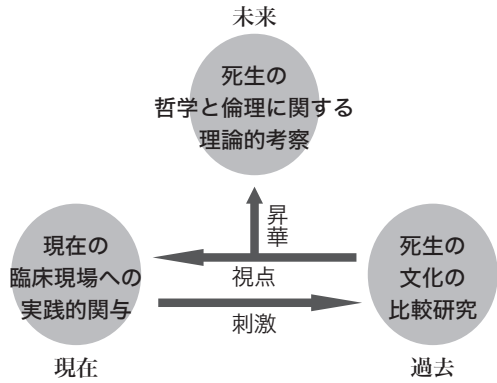 未来
死生の
哲学と倫理に関する
理論的考察
昇華
現在の
臨床現場への
実践的関与
視点
刺激
死生の
文化の
比較研究
現在
過去